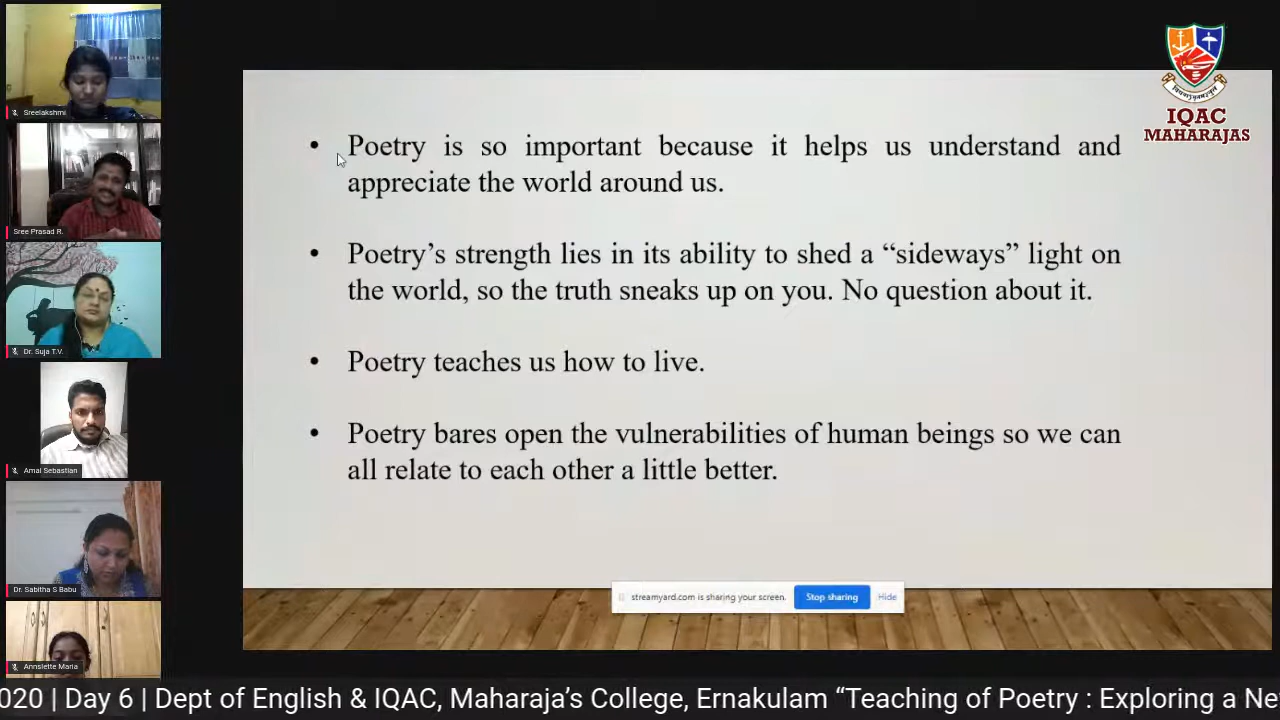 Sreelakshmi
Sree Prasad R.
Dr. Suja T.V.
Amal Sebastian
Dr. Sabitha S Babu
Annslette Maria
IQAC
MAHARAJAS
• Poetry is so important because it helps us understand and
appreciate the world around us.
• Poetry’s strength lies in its ability to shed a “sideways” light on
the world, so the truth sneaks up on you. No question about it.
• Poetry teaches us how to live.
• Poetry bares open the vulnerabilities of human beings so we can
all relate to each other a little better.
streamyard.com is sharing your screen. Stop sharing Hide
020 | Day 6 | Dept of English & IQAC, Maharaja’s College, Ernakulam “Teaching of Poetry : Exploring a Ne